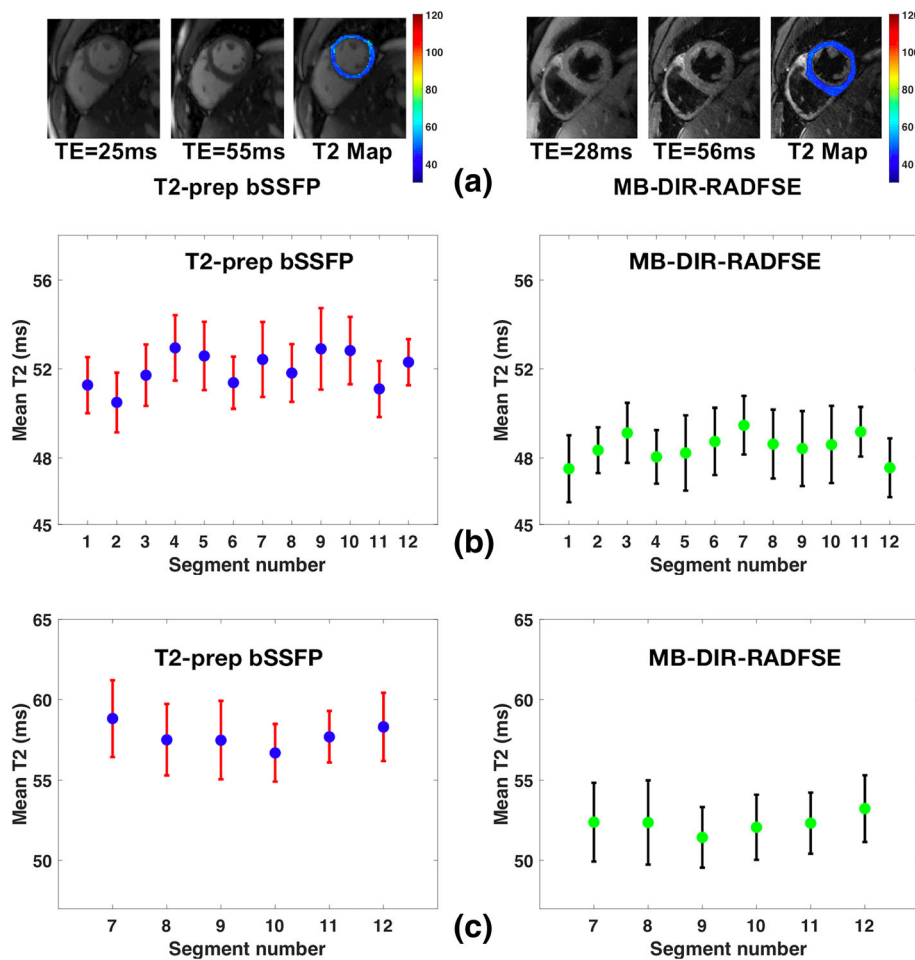 120
100
80
60
40
TE=25ms TE=55ms T2 Map
T2-prep bSSFP
(a)
120
100
80
60
40
TE=28ms TE=56ms T2 Map
MB-DIR-RADFSE
T2-prep bSSFP
Mean T2 (ms)
56
52
48
45
1 2 3 4 5 6 7 8 9 10 11 12
Segment number
(b)
MB-DIR-RADFSE
Mean T2 (ms)
56
52
48
45
1 2 3 4 5 6 7 8 9 10 11 12
Segment number
T2-prep bSSFP
Mean T2 (ms)
65
60
55
50
7 8 9 10 11 12
Segment number
(c)
MB-DIR-RADFSE
Mean T2 (ms)
65
60
55
50
7 8 9 10 11 12
Segment number